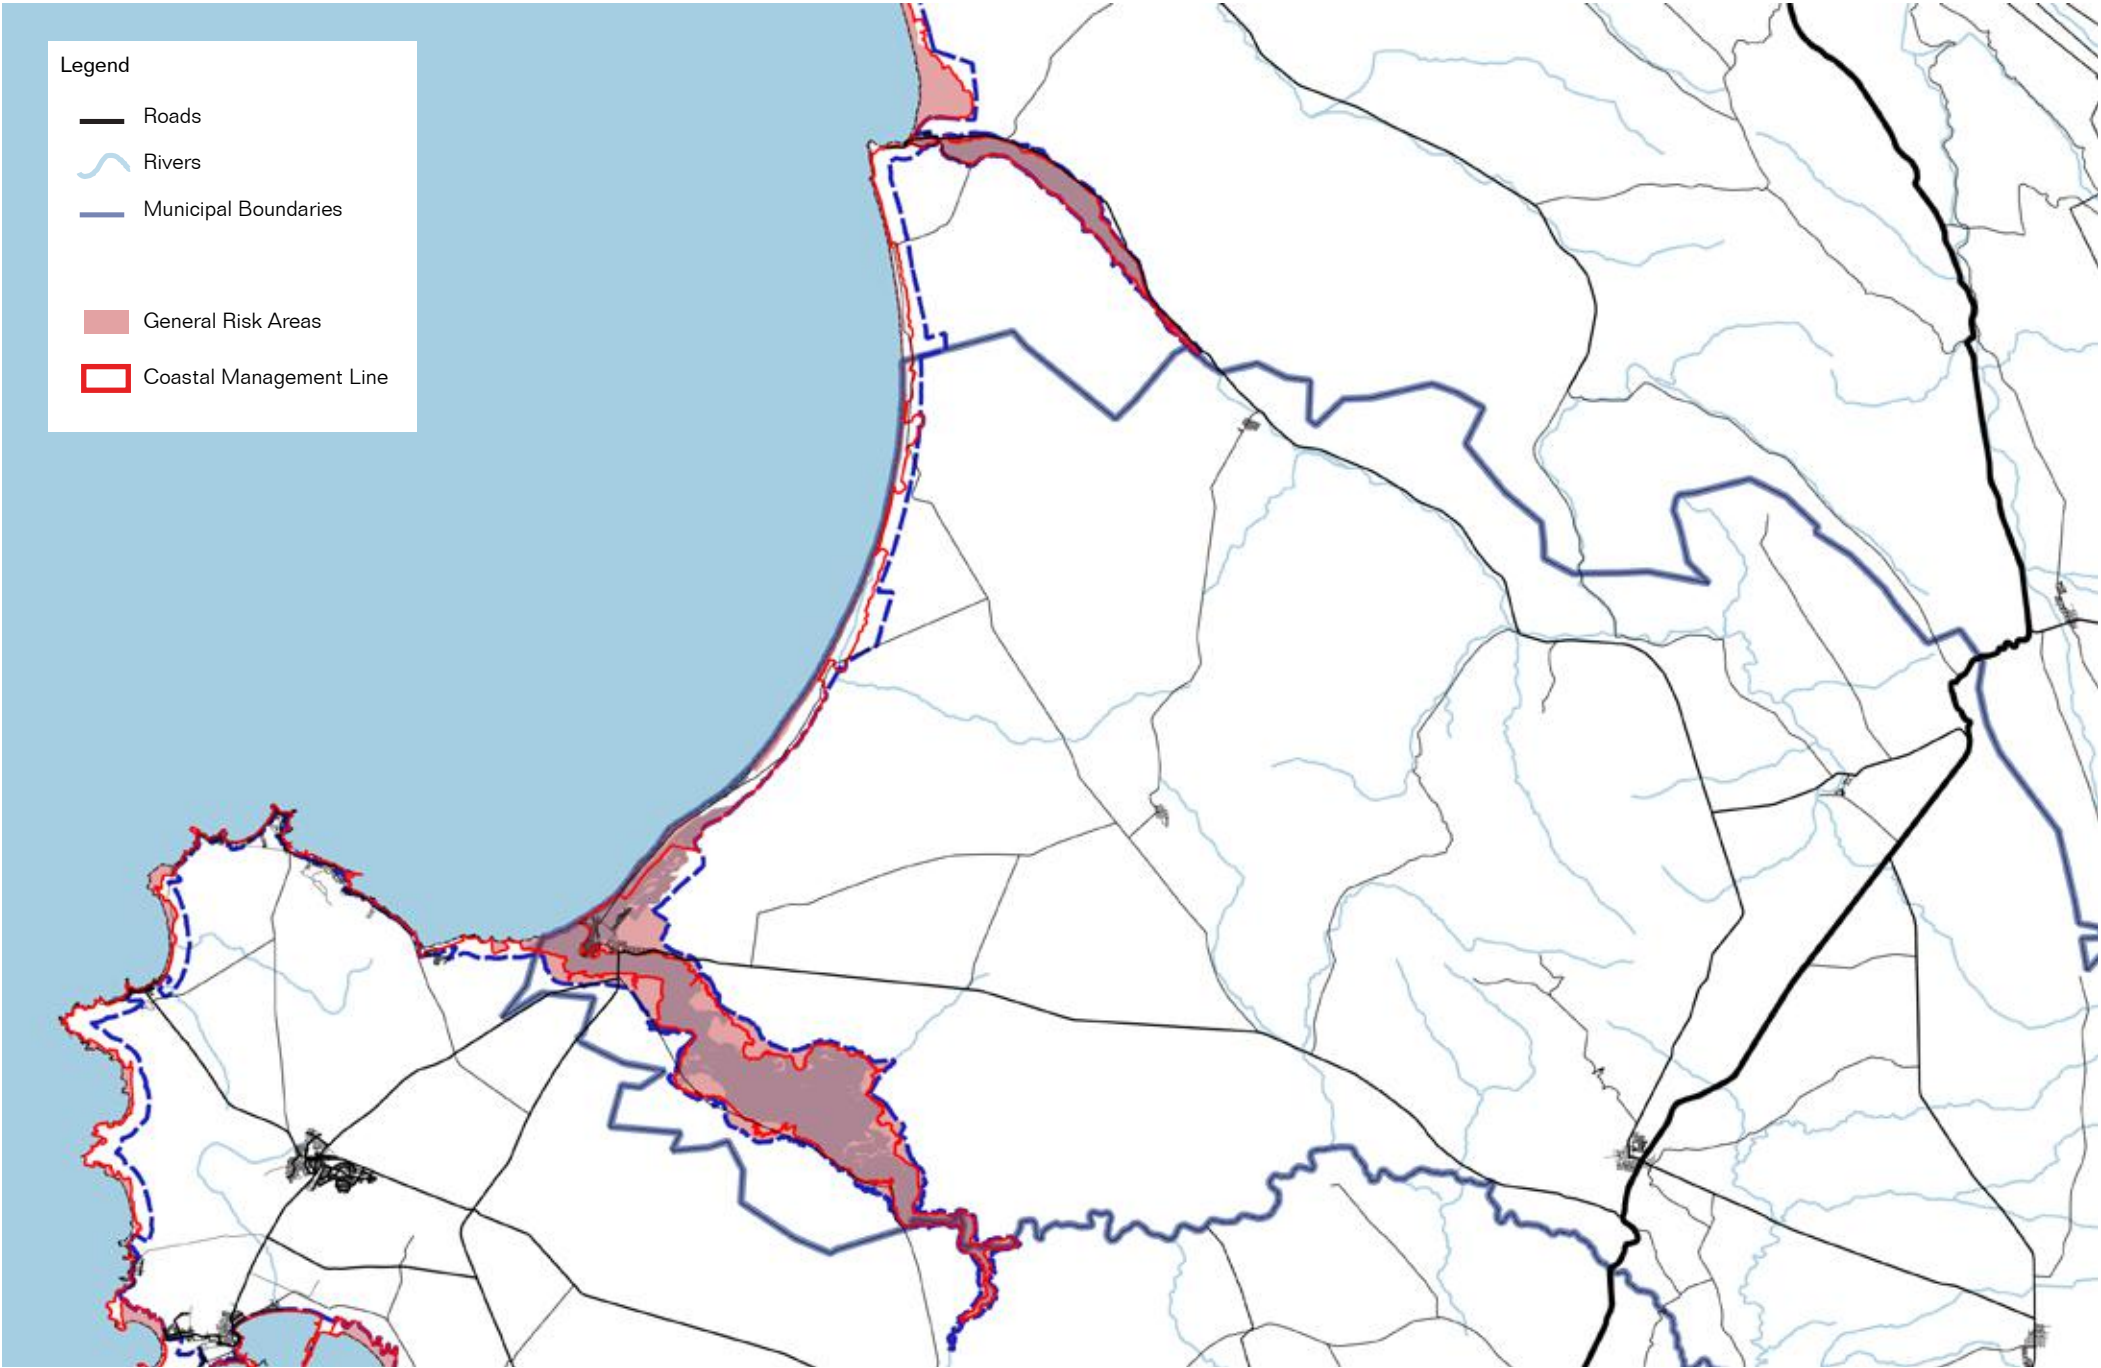 Legend
Roads
Rivers
Municipal Boundaries
General Risk Areas
Coastal Management Line